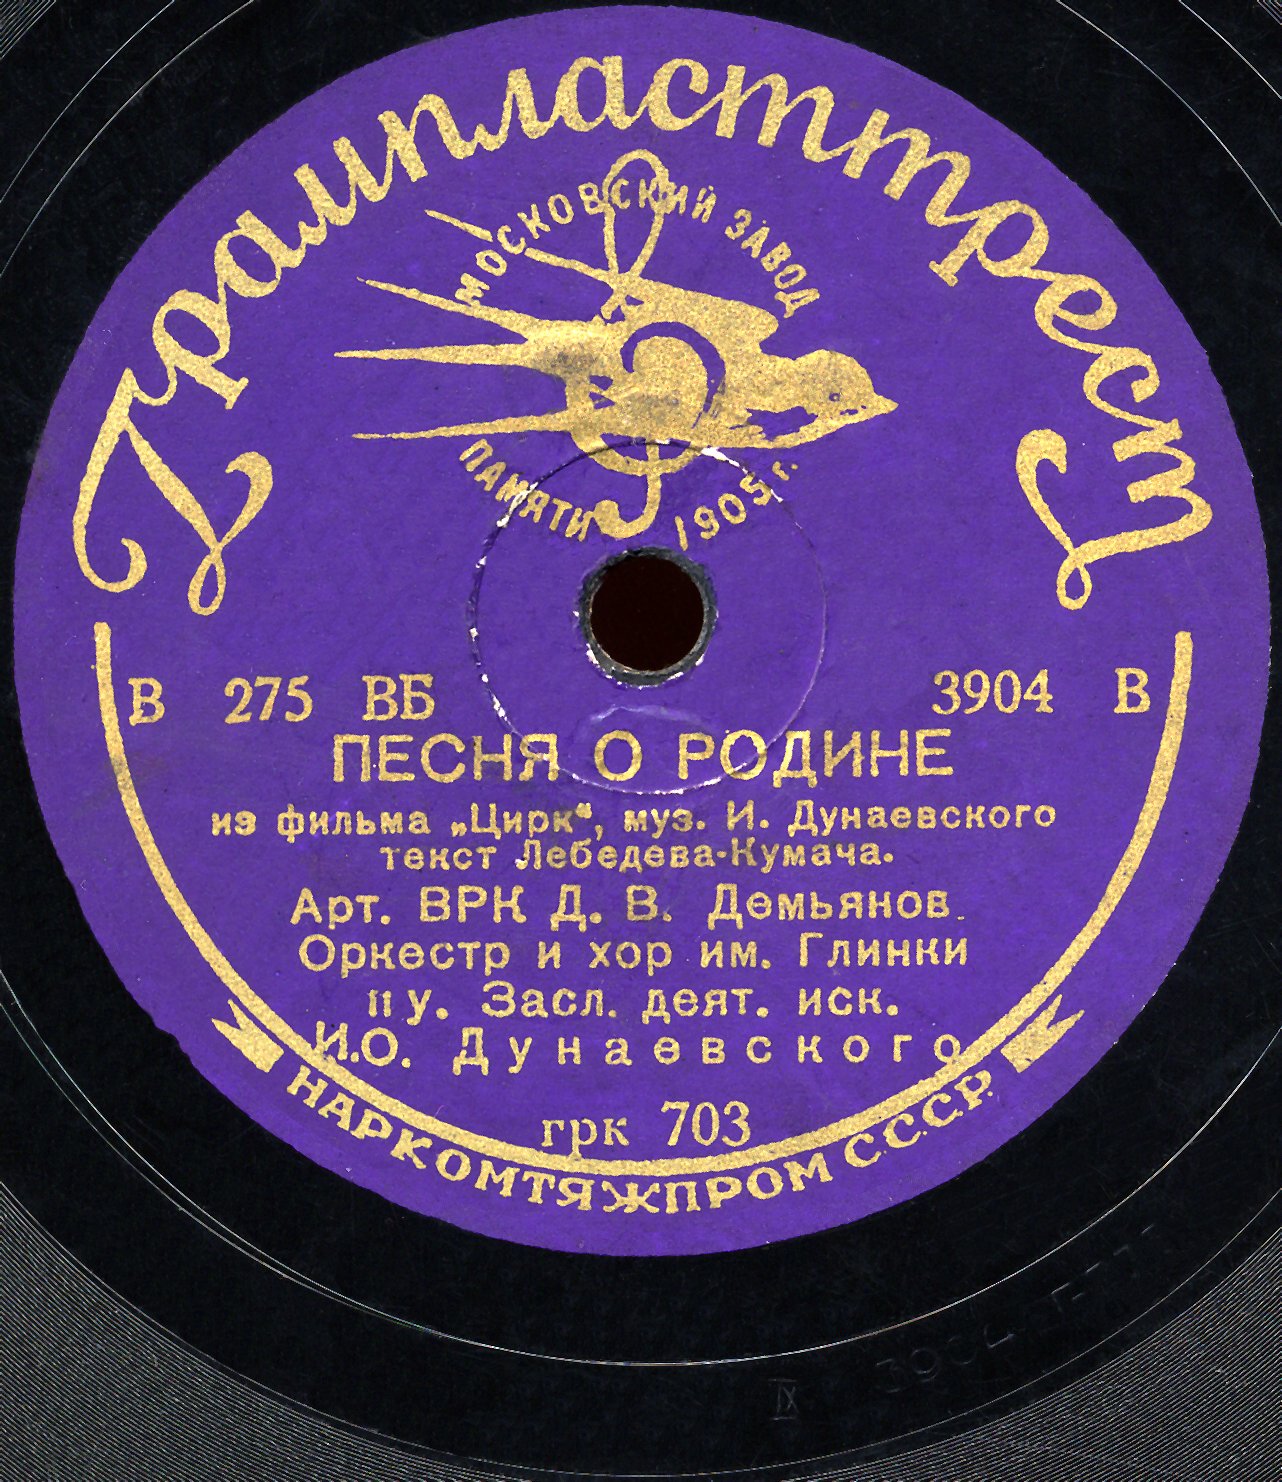 Грампласттрест
МОСКОВСКИЙ ЗАВОД
ПАМЯТИ 1905 г.
В 275 ВБ 3904 В
ПЕСНЯ О РОДИНЕ
из фильма „Цирк“, муз. И. Дунаевского
текст Лебедева-Кумача.
Арт. ВРК Д. В. Демьянов.
Оркестр и хор им. Глинки
п у. Засл. деят. иск.
И.О. Дунаевского
грк 703
НАРКОМТЯЖПРОМ С.С.С.Р.
IX